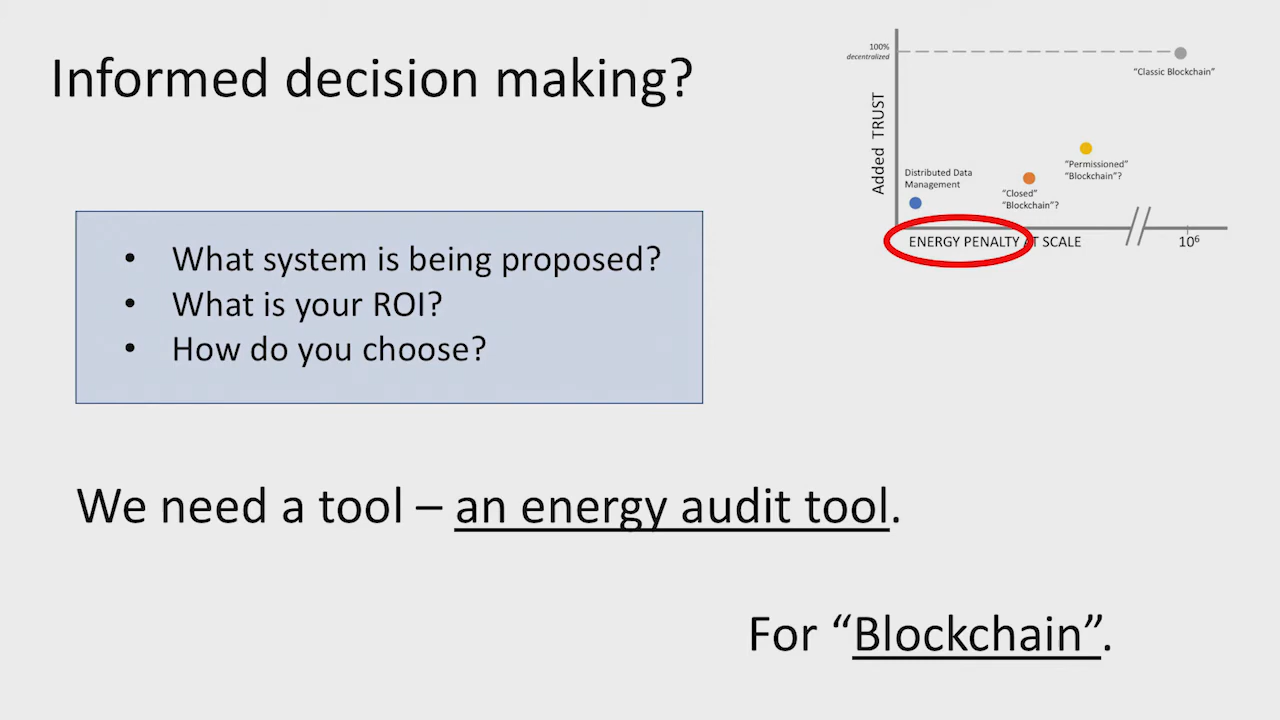 Informed decision making?
100%
decentralized
"Classic Blockchain"
Added TRUST
"Permissioned"
"Blockchain"?
Distributed Data
Management
"Closed"
"Blockchain"?
ENERGY PENALTY AT SCALE
10⁶
• What system is being proposed?
• What is your ROI?
• How do you choose?
We need a tool – an energy audit tool.
For “Blockchain”.